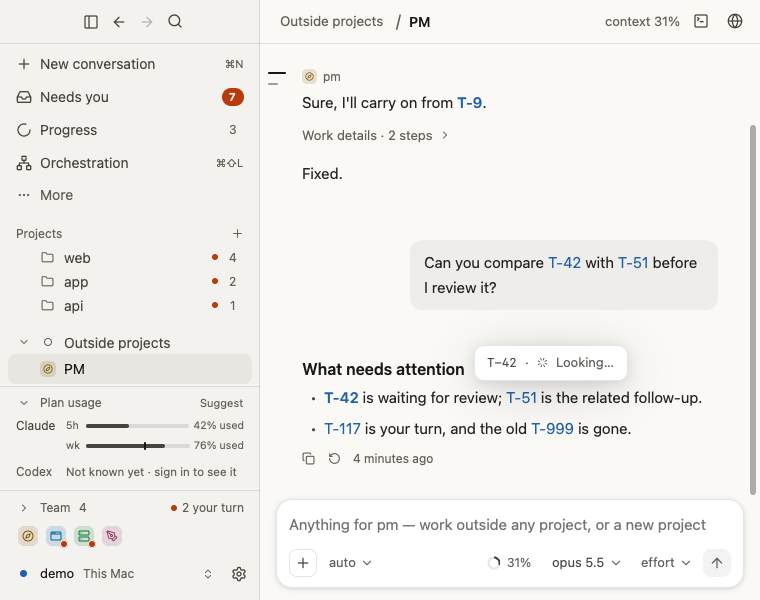 Outside projects / PM
context 31%
New conversation ⌘N
Needs you 7
Progress 3
Orchestration ⌘⇧L
More
Projects
web 4
app 2
api 1
Outside projects
PM
Plan usage Suggest
Claude 5h 42% used
wk 76% used
Codex Not known yet · sign in to see it
Team 4 2 your turn
demo This Mac
pm
Sure, I'll carry on from T-9.
Work details · 2 steps
Fixed.
Can you compare T-42 with T-51 before
I review it?
T-42 · Looking...
What needs attention
• T-42 is waiting for review; T-51 is the related follow-up.
• T-117 is your turn, and the old T-999 is gone.
4 minutes ago
Anything for pm — work outside any project, or a new project
auto 31% opus 5.5 effort